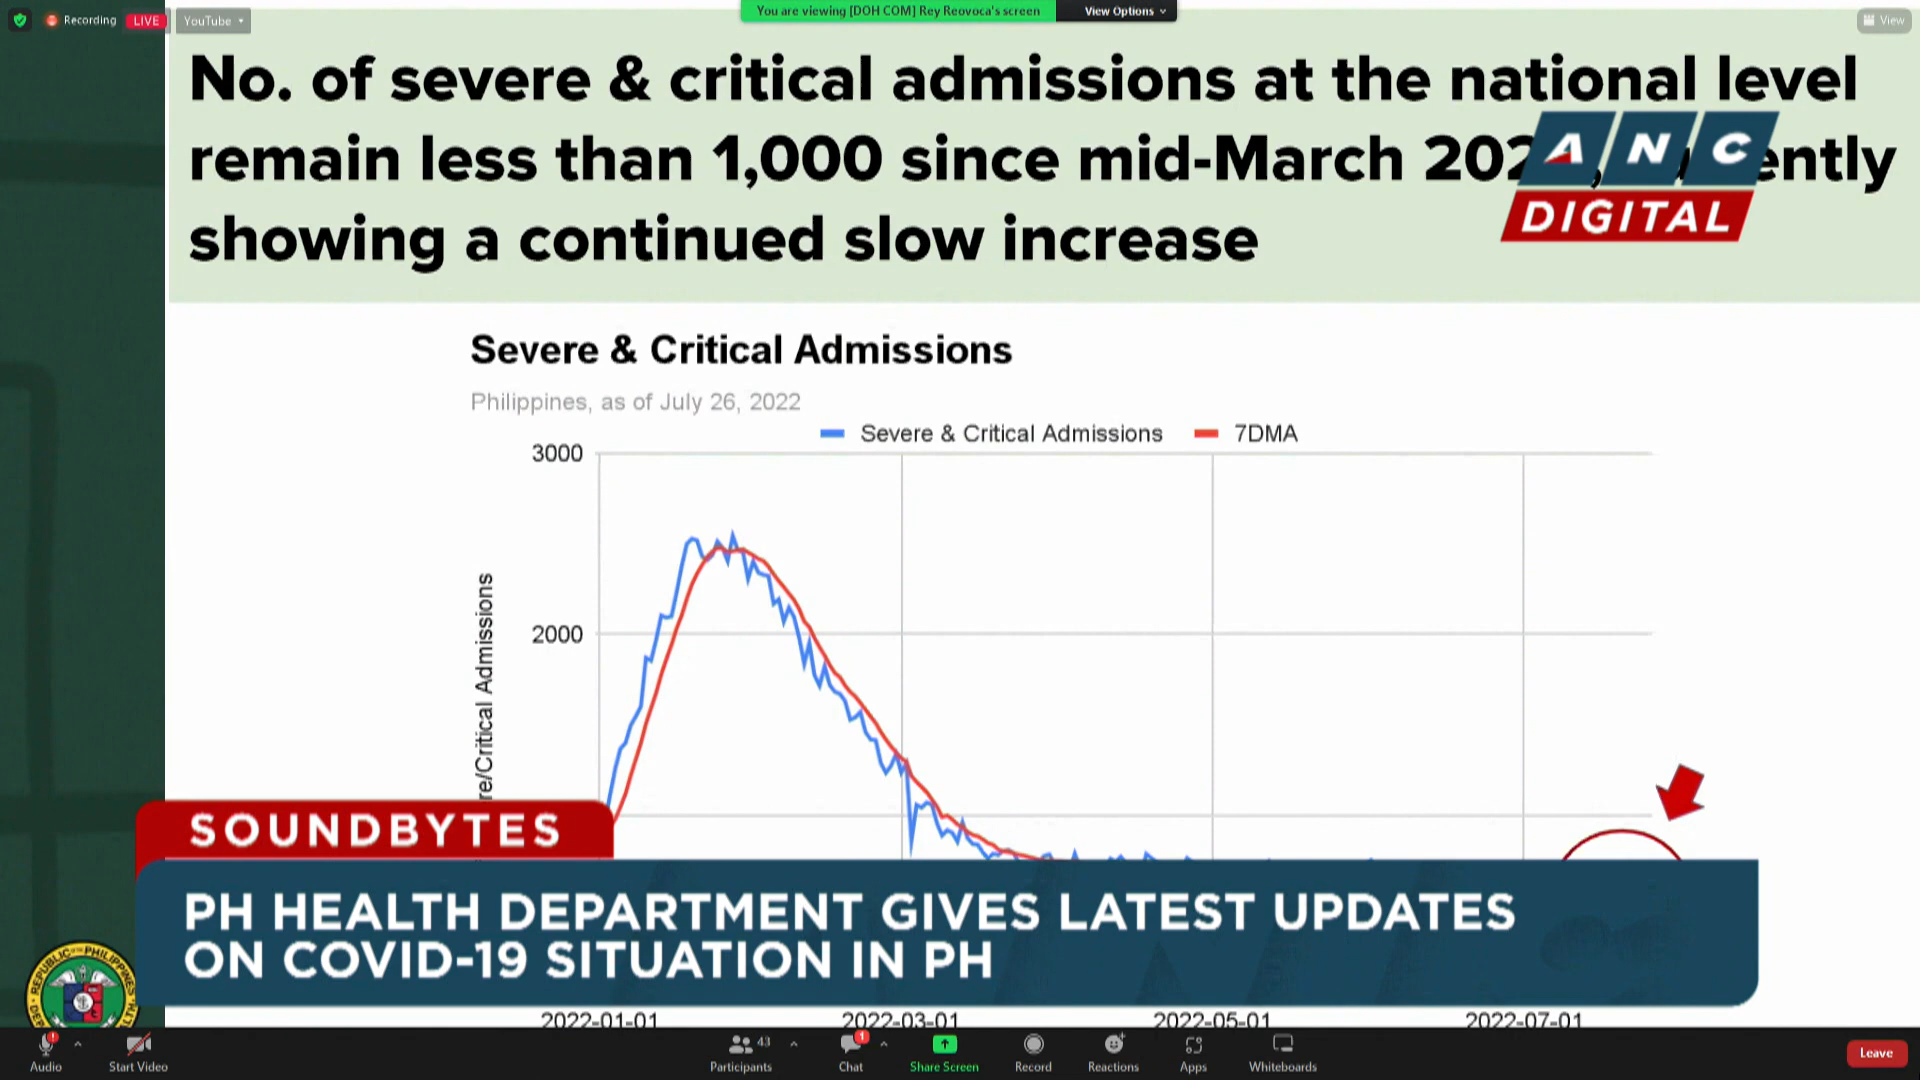 Recording LIVE YouTube
You are viewing [DOH COM] Rey Reovoca's screen View Options
View
No. of severe & critical admissions at the national level
remain less than 1,000 since mid-March
showing a continued slow increase
ANC
DIGITAL
Severe & Critical Admissions
Philippines, as of July 26, 2022
Severe & Critical Admissions 7DMA
3000
2000
re/Critical Admissions
SOUNDBYTES
PH HEALTH DEPARTMENT GIVES LATEST UPDATES
ON COVID-19 SITUATION IN PH
REPUBLIC PHILIPPINES
2022-01-01 2022-03-01 2022-05-01 2022-07-01
Audio Start Video Participants 43 Chat 1 Share Screen Record Reactions Apps Whiteboards Leave